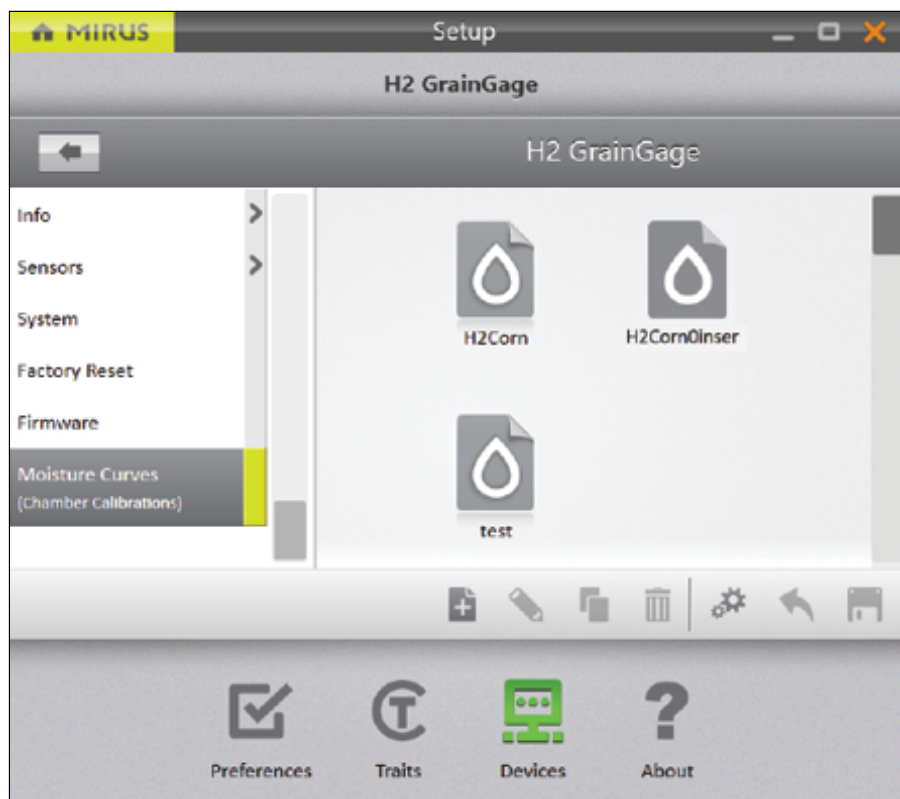 MIRUS
Setup
H2 GrainGage
H2 GrainGage
Info
Sensors
System
Factory Reset
Firmware
Moisture Curves
(Chamber Calibrations)
H2Corn
H2Corn0inser
test
Preferences
Traits
Devices
About